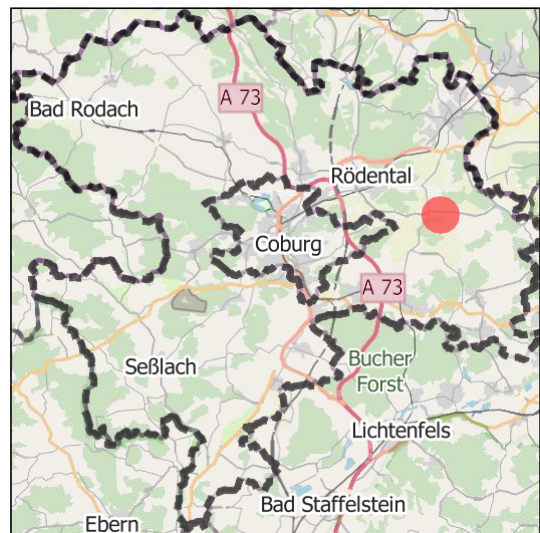 A 73
Bad Rodach
Rödental
Coburg
A 73
Bucher
Forst
Seßlach
Lichtenfels
Bad Staffelstein
Ebern